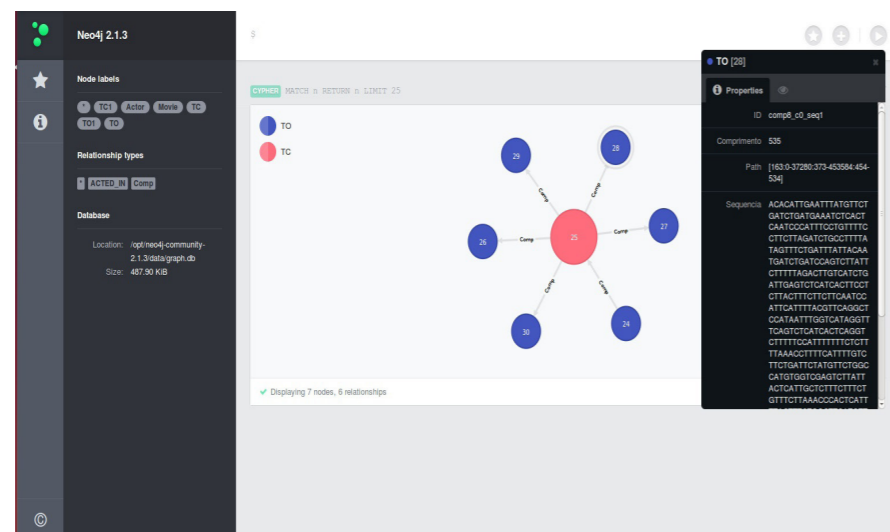 Neo4j 2.1.3
$
Node labels
* TC1 Actor Movie TC
TO1 TO
Relationship types
* ACTED_IN Comp
Database
Location: /opt/neo4j-community-
2.1.3/data/graph.db
Size: 487.90 KiB
©
CYPHER MATCH n RETURN n LIMIT 25
TO
TC
29
28
Comp
Comp
26
Comp
25
Comp
27
Comp
Comp
30
24
Displaying 7 nodes, 6 relationships
TO [28]
x
Properties
ID comp8_c0_seq1
Comprimento 535
Path [163:0-37280:373-453584:454-
534]
Sequencia ACACATTGAATTTATGTTCT
GATCTGATGAAATCTCACT
CAATCCCATTTCCTGTTTTC
CTTCTTAGATCTGCCTTTTA
TAGTTTCTGATTTATTACAA
TGATCTGATCCAGTCTTATT
CTTTTTAGACTTGTCATCTG
ATTGAGTCTCATCACTTCCT
CTTACTTTCTTCTTCAATCC
ATTCATTTTACGTTCAGGCT
CCATAATTTGGTCATAGGTT
TCAGTCTCATCACTCAGGT
CTTTTTCCATTTTTTTCTCTT
TTAAACCTTTTCATTTTGTC
TTCTGATTCTATGTTCTGGC
CATGTGGTCGAGTCTTATT
ACTCATTGCTCTTTCTTTCT
GTTTCTTAAACCCACTCATT